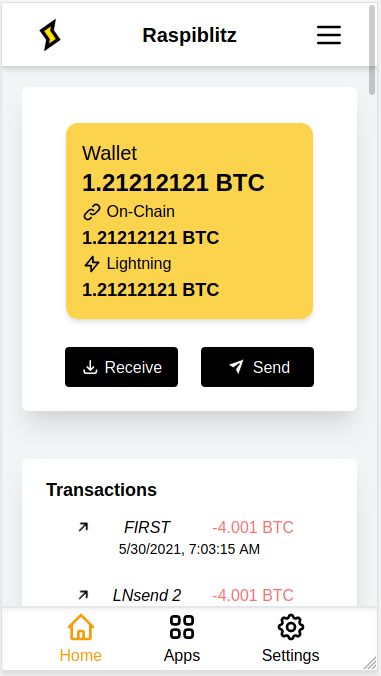 Raspiblitz
Wallet
1.21212121 BTC
On-Chain
1.21212121 BTC
Lightning
1.21212121 BTC
Receive Send
Transactions
FIRST -4.001 BTC
5/30/2021, 7:03:15 AM
LNsend 2 -4.001 BTC
Home Apps Settings